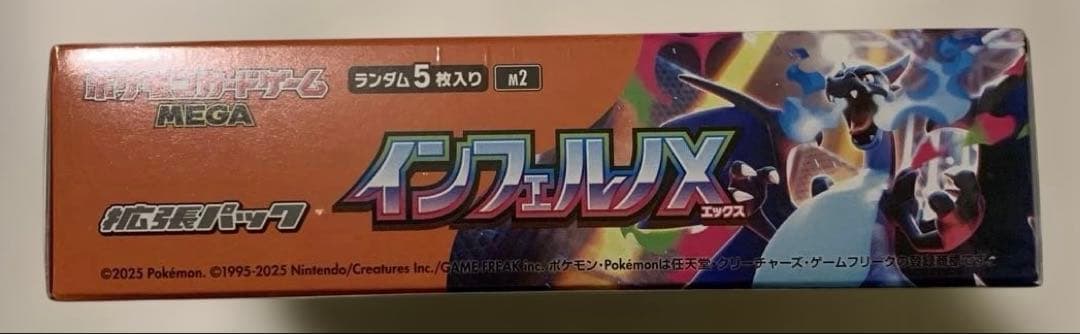 ポケモンカードゲーム
MEGA
ランダム5枚入り
M2
インフェルノX
エックス
拡張パック
©2025 Pokémon. ©1995-2025 Nintendo/Creatures Inc./GAME FREAK inc. ポケモン・Pokémonは任天堂・クリーチャーズ・ゲームフリークの登録商標です。